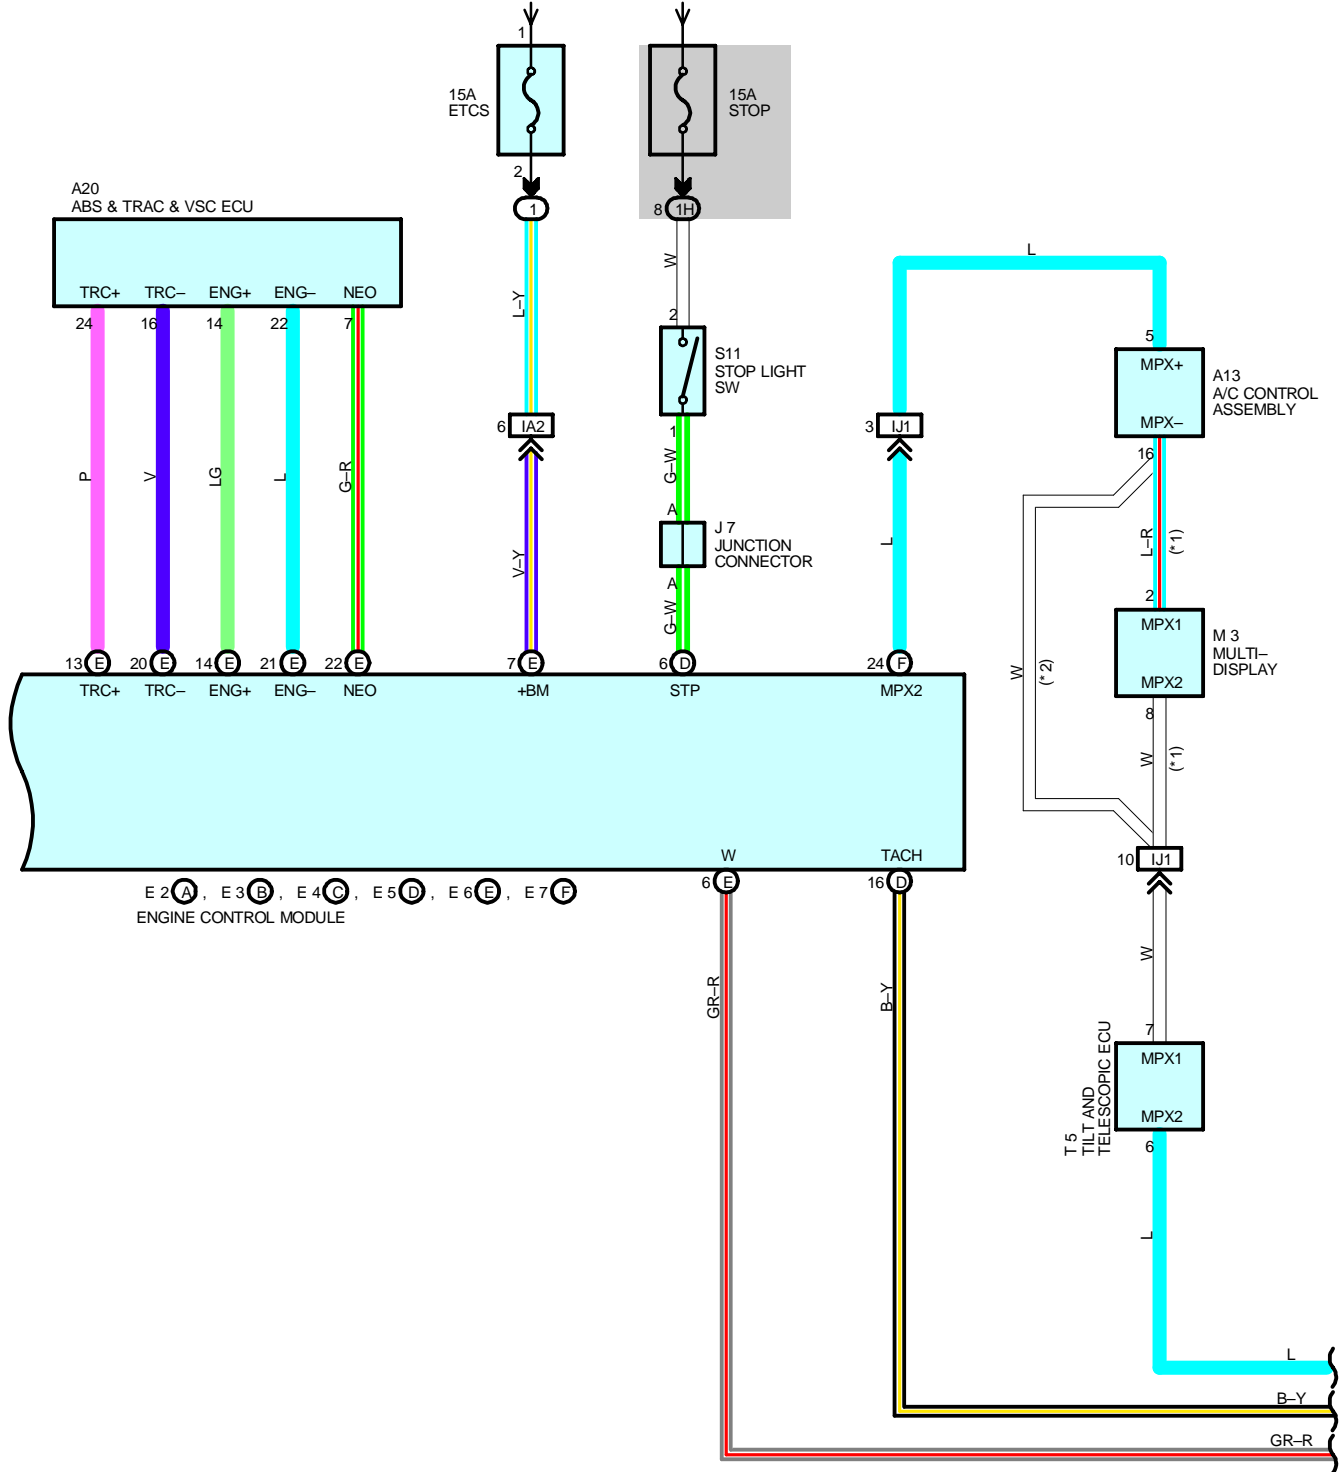 1
15A
ETCS
2
1
15A
STOP
8 1H
A20
ABS & TRAC & VSC ECU
TRC+ TRC– ENG+ ENG– NEO
24 16 14 22 7
P V LG L G–R
L–Y
6 IA2
V–Y
W
2
S11
STOP LIGHT
SW
1
G–W
A
J 7
JUNCTION
CONNECTOR
A
G–W
L
3 IJ1
L
5
MPX+
A13
A/C CONTROL
ASSEMBLY
MPX–
16
L–R
(*1)
2
MPX1
M 3
MULTI–
DISPLAY
MPX2
8
W
(*1)
W
(*2)
10 IJ1
W
7
MPX1
T 5
TILT AND
TELESCOPIC ECU
MPX2
6
L
13 E 20 E 14 E 21 E 22 E 7 E 6 D 24 F
TRC+ TRC– ENG+ ENG– NEO +BM STP MPX2
W TACH
6 E 16 D
E 2 A , E 3 B , E 4 C , E 5 D , E 6 E , E 7 F
ENGINE CONTROL MODULE
GR–R
B–Y
L
B–Y
GR–R